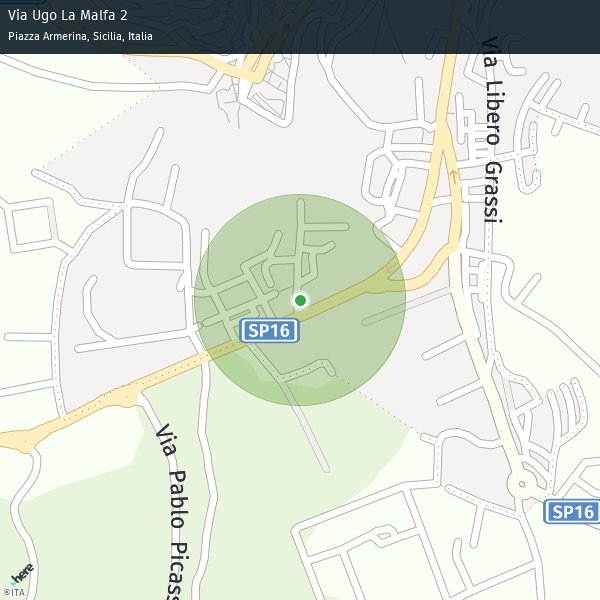 Via Ugo La Malfa 2
Piazza Armerina, Sicilia, Italia
Via Libero Grassi
SP16
Via Pablo Picass
SP16
here
©ITA